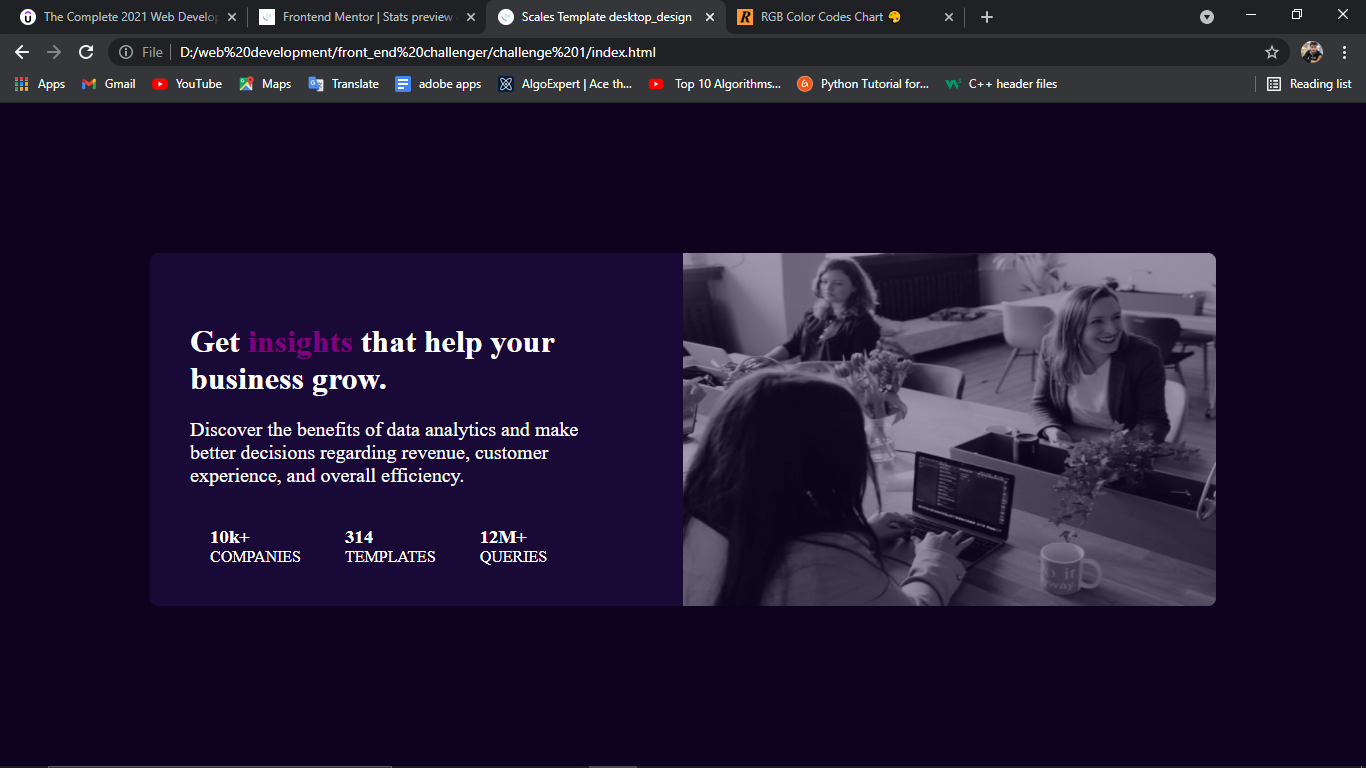 The Complete 2021 Web Develop
Frontend Mentor | Stats preview
Scales Template desktop_design
RGB Color Codes Chart
File
D:/web%20development/front_end%20challenger/challenge%201/index.html
Apps
Gmail
YouTube
Maps
Translate
adobe apps
AlgoExpert | Ace th...
Top 10 Algorithms...
Python Tutorial for...
C++ header files
Reading list
Get insights that help your
business grow.
Discover the benefits of data analytics and make
better decisions regarding revenue, customer
experience, and overall efficiency.
10k+ 314 12M+
COMPANIES TEMPLATES QUERIES